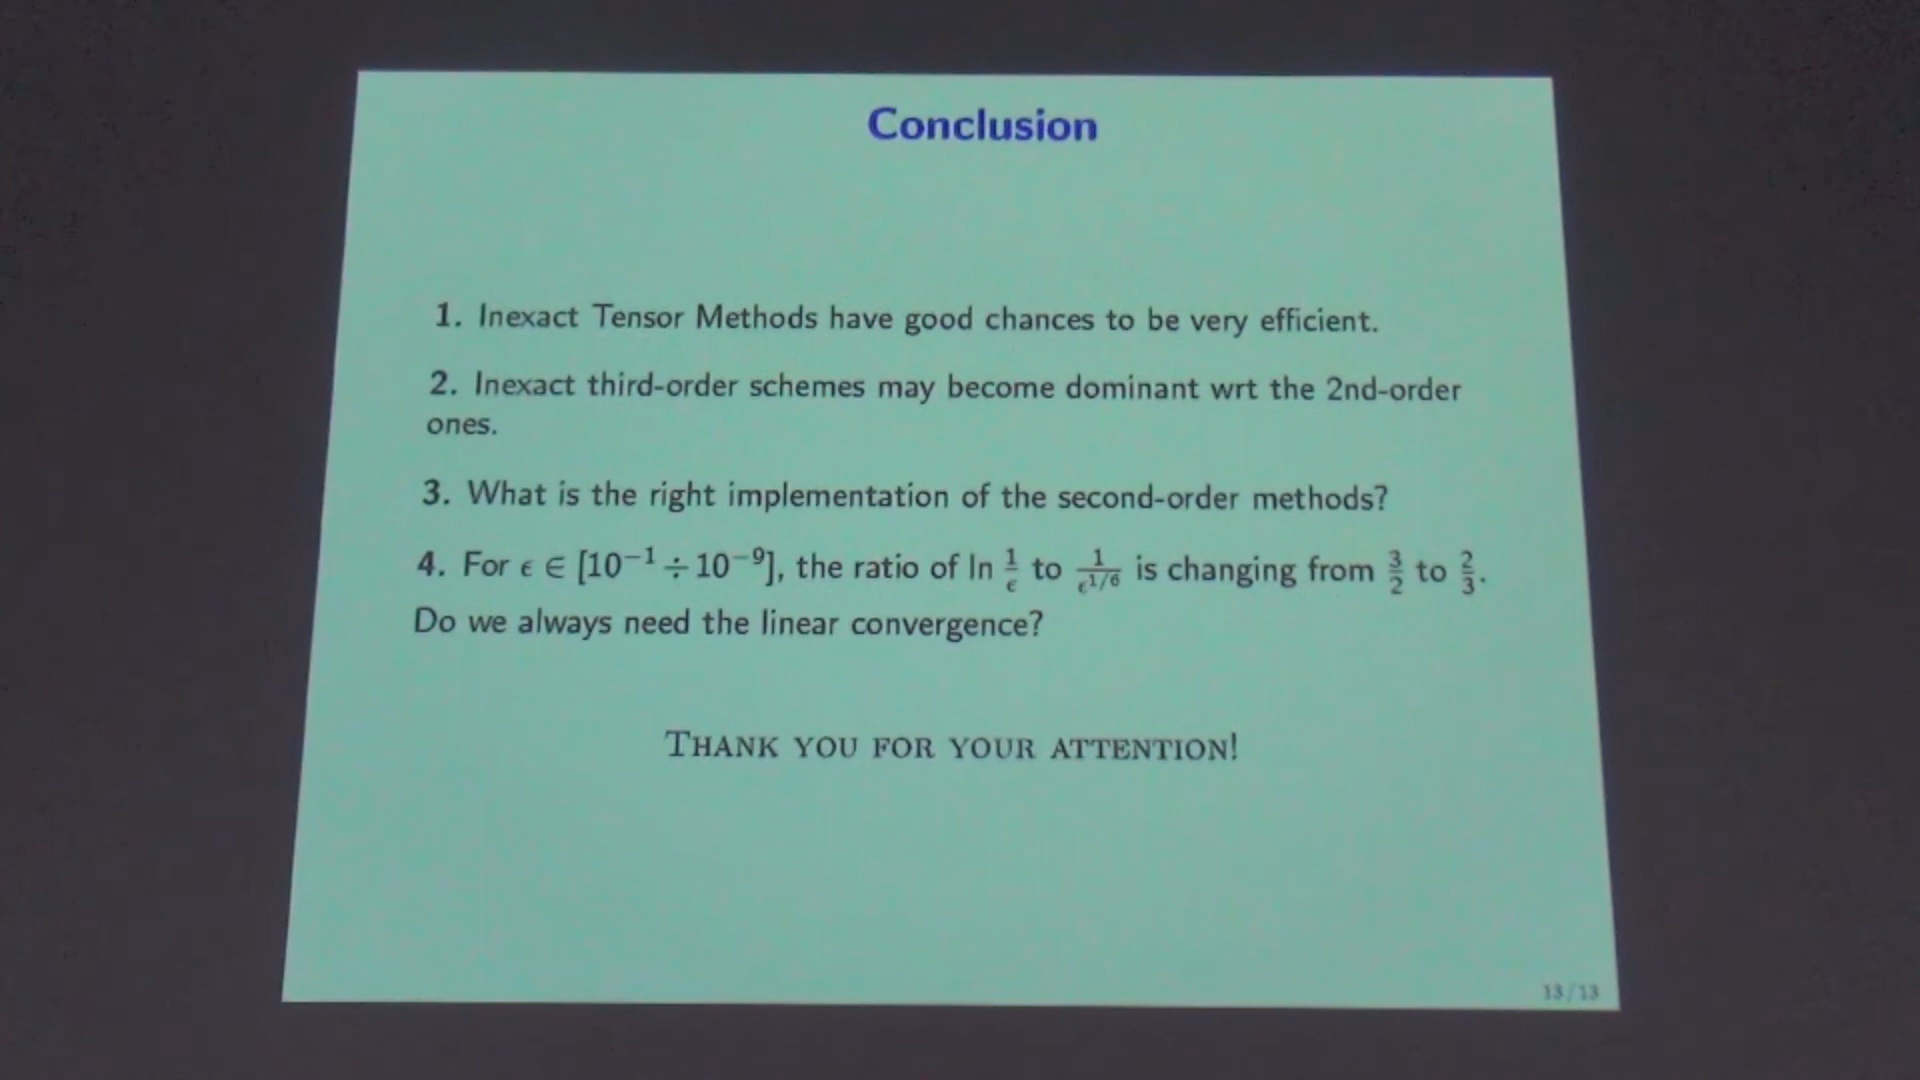 Conclusion
1. Inexact Tensor Methods have good chances to be very efficient.
2. Inexact third-order schemes may become dominant wrt the 2nd-order
ones.
3. What is the right implementation of the second-order methods?
4. For ϵ ∈ [10⁻¹ ÷ 10⁻⁹], the ratio of ln 1/ϵ to 1/ϵ^{1/6} is changing from 3/2 to 2/3.
Do we always need the linear convergence?
THANK YOU FOR YOUR ATTENTION!
13/13